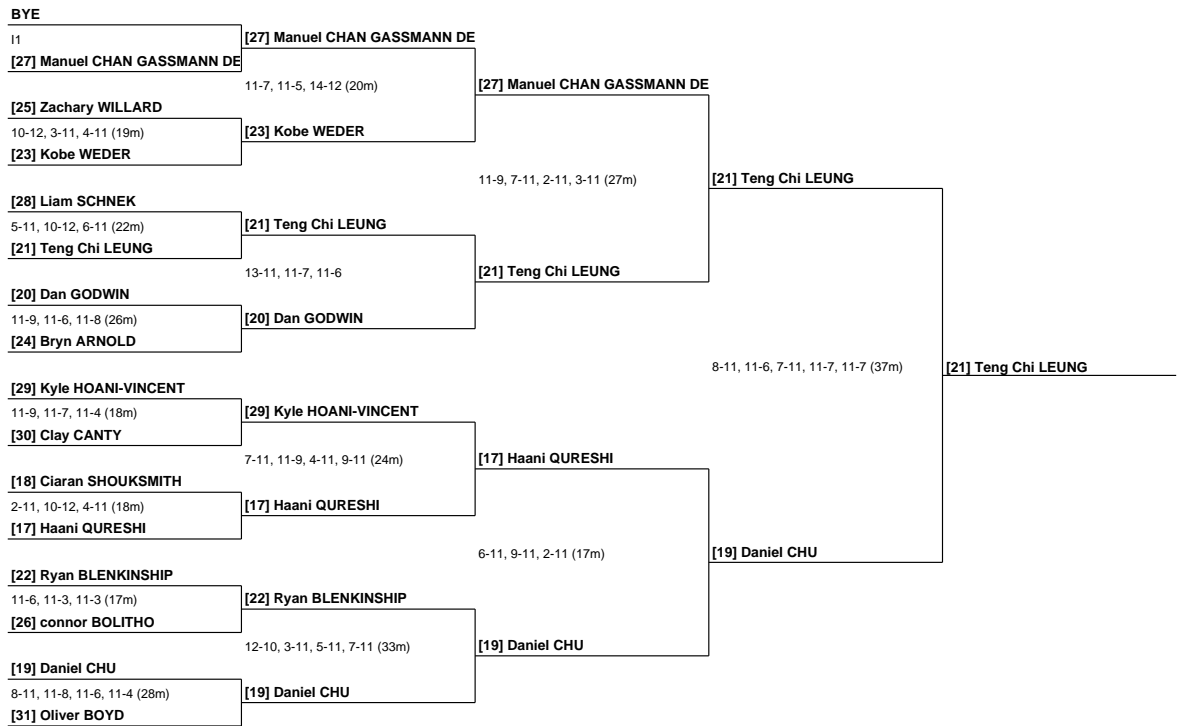 BYE
I1
[27] Manuel CHAN GASSMANN DE
[25] Zachary WILLARD
10-12, 3-11, 4-11 (19m)
[23] Kobe WEDER
[28] Liam SCHNEK
5-11, 10-12, 6-11 (22m)
[21] Teng Chi LEUNG
[20] Dan GODWIN
11-9, 11-6, 11-8 (26m)
[24] Bryn ARNOLD
[29] Kyle HOANI-VINCENT
11-9, 11-7, 11-4 (18m)
[30] Clay CANTY
[18] Ciaran SHOUKSMITH
2-11, 10-12, 4-11 (18m)
[17] Haani QURESHI
[22] Ryan BLENKINSHIP
11-6, 11-3, 11-3 (17m)
[26] connor BOLITHO
[19] Daniel CHU
8-11, 11-8, 11-6, 11-4 (28m)
[31] Oliver BOYD
[27] Manuel CHAN GASSMANN DE
11-7, 11-5, 14-12 (20m)
[23] Kobe WEDER
[21] Teng Chi LEUNG
13-11, 11-7, 11-6
[20] Dan GODWIN
[29] Kyle HOANI-VINCENT
7-11, 11-9, 4-11, 9-11 (24m)
[17] Haani QURESHI
[22] Ryan BLENKINSHIP
12-10, 3-11, 5-11, 7-11 (33m)
[19] Daniel CHU
[27] Manuel CHAN GASSMANN DE
11-9, 7-11, 2-11, 3-11 (27m)
[21] Teng Chi LEUNG
[17] Haani QURESHI
6-11, 9-11, 2-11 (17m)
[19] Daniel CHU
[21] Teng Chi LEUNG
8-11, 11-6, 7-11, 11-7, 11-7 (37m)
[19] Daniel CHU
[21] Teng Chi LEUNG